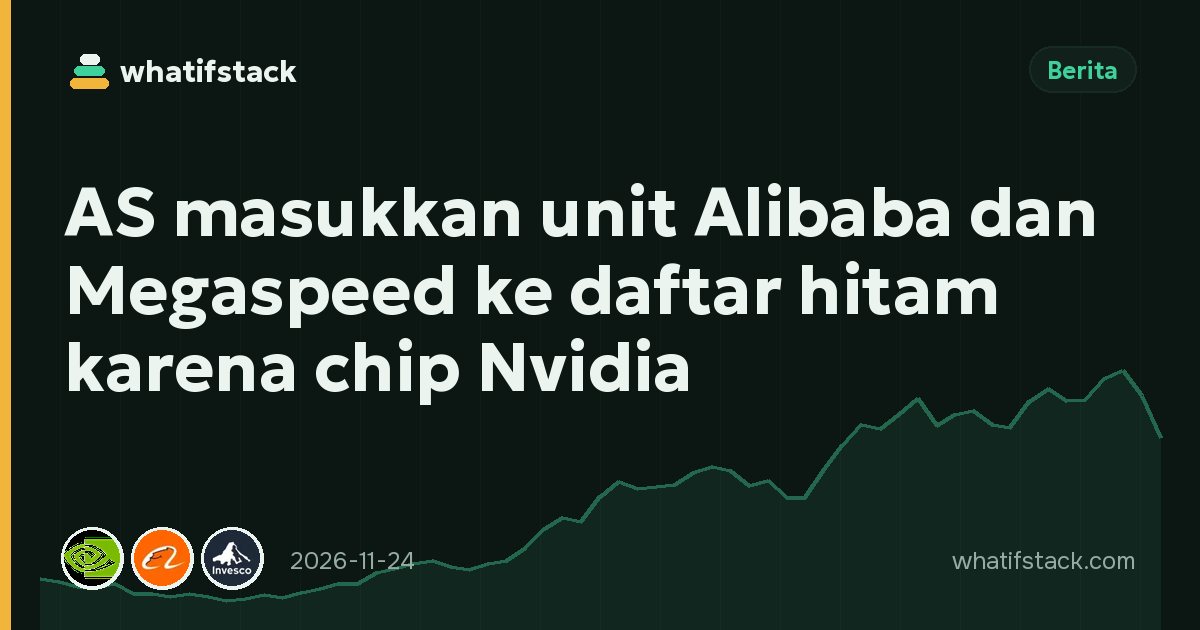 whatifstack
Berita
AS masukkan unit Alibaba dan
Megaspeed ke daftar hitam
karena chip Nvidia
Invesco
2026-11-24
whatifstack.com